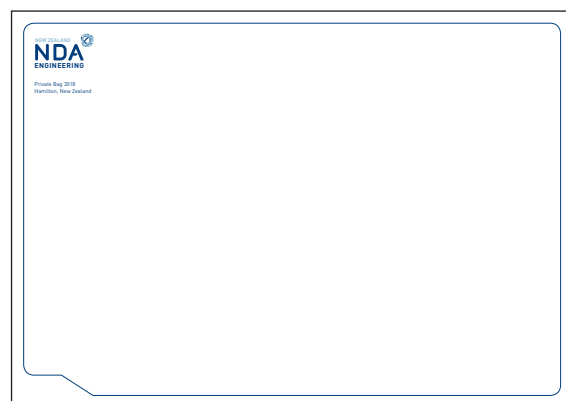 NEW ZEALAND
NDA
ENGINEERING
Private Bag 3018
Hamilton, New Zealand